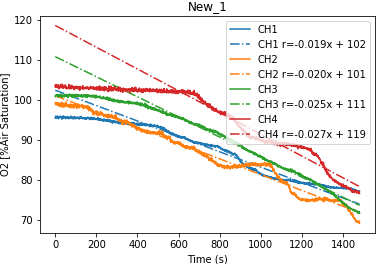 New_1
120
110
100
90
80
70
O2 [%Air Saturation]
CH1
CH1 r=-0.019x + 102
CH2
CH2 r=-0.020x + 101
CH3
CH3 r=-0.025x + 111
CH4
CH4 r=-0.027x + 119
0 200 400 600 800 1000 1200 1400
Time (s)